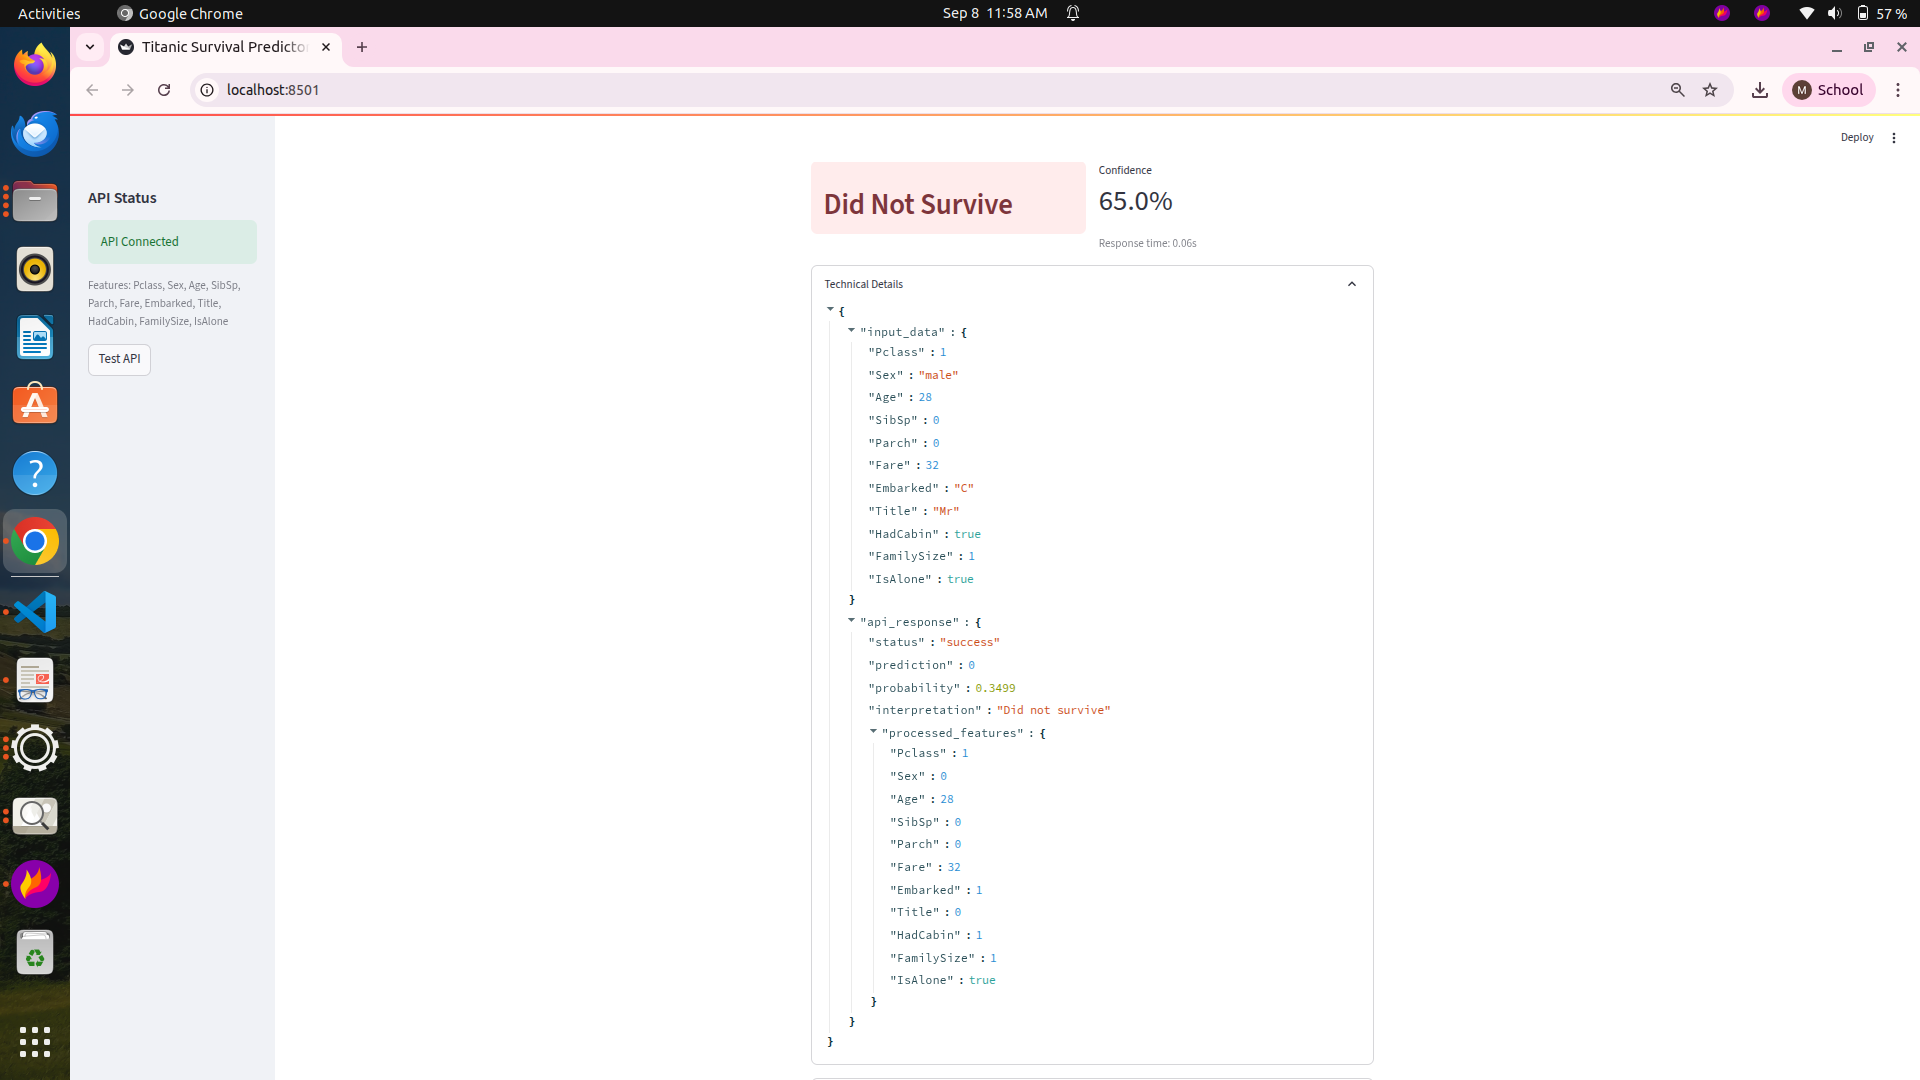 Activities
Google Chrome
Sep 8 11:58 AM
57 %
Titanic Survival Predicto
localhost:8501
M
School
Deploy
API Status
API Connected
Features: Pclass, Sex, Age, SibSp,
Parch, Fare, Embarked, Title,
HadCabin, FamilySize, IsAlone
Test API
Did Not Survive
Confidence
65.0%
Response time: 0.06s
Technical Details
{
"input_data" : {
"Pclass" : 1
"Sex" : "male"
"Age" : 28
"SibSp" : 0
"Parch" : 0
"Fare" : 32
"Embarked" : "C"
"Title" : "Mr"
"HadCabin" : true
"FamilySize" : 1
"IsAlone" : true
}
"api_response" : {
"status" : "success"
"prediction" : 0
"probability" : 0.3499
"interpretation" : "Did not survive"
"processed_features" : {
"Pclass" : 1
"Sex" : 0
"Age" : 28
"SibSp" : 0
"Parch" : 0
"Fare" : 32
"Embarked" : 1
"Title" : 0
"HadCabin" : 1
"FamilySize" : 1
"IsAlone" : true
}
}
}